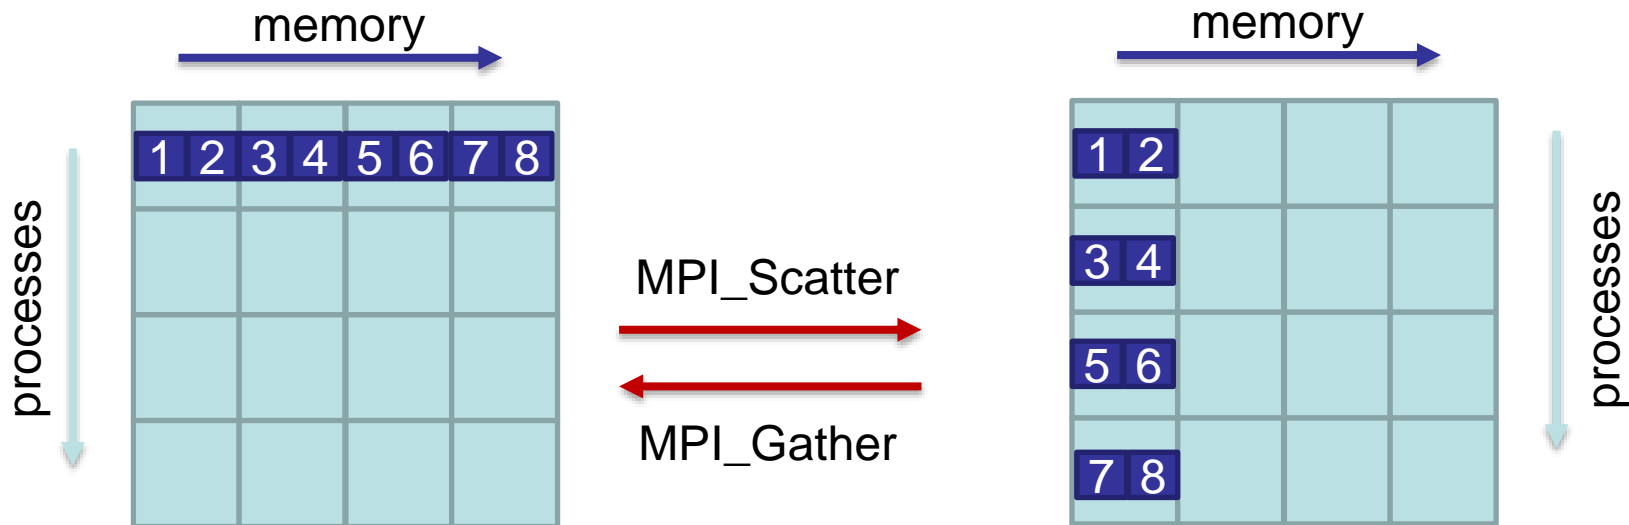 memory
memory
processes
1 2 3 4 5 6 7 8
1 2
3 4
5 6
7 8
processes
MPI_Scatter
MPI_Gather